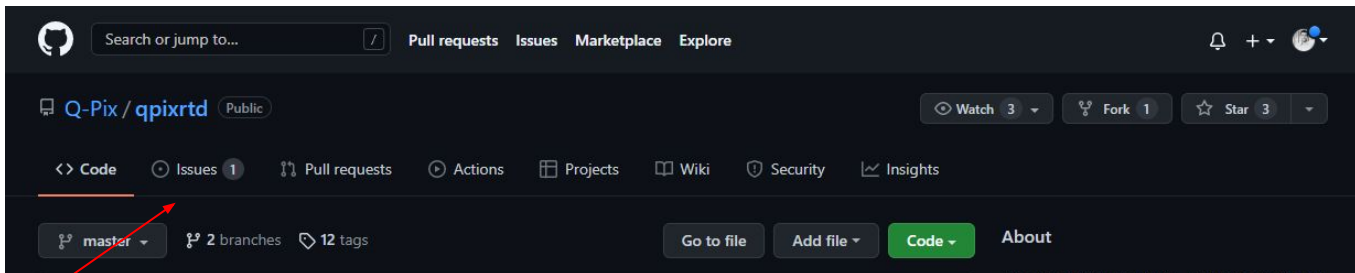 Search or jump to... / Pull requests Issues Marketplace Explore
Q-Pix / qpixrtd Public Watch 3 Fork 1 Star 3
<> Code Issues 1 Pull requests Actions Projects Wiki Security Insights
master 2 branches 12 tags Go to file Add file Code About